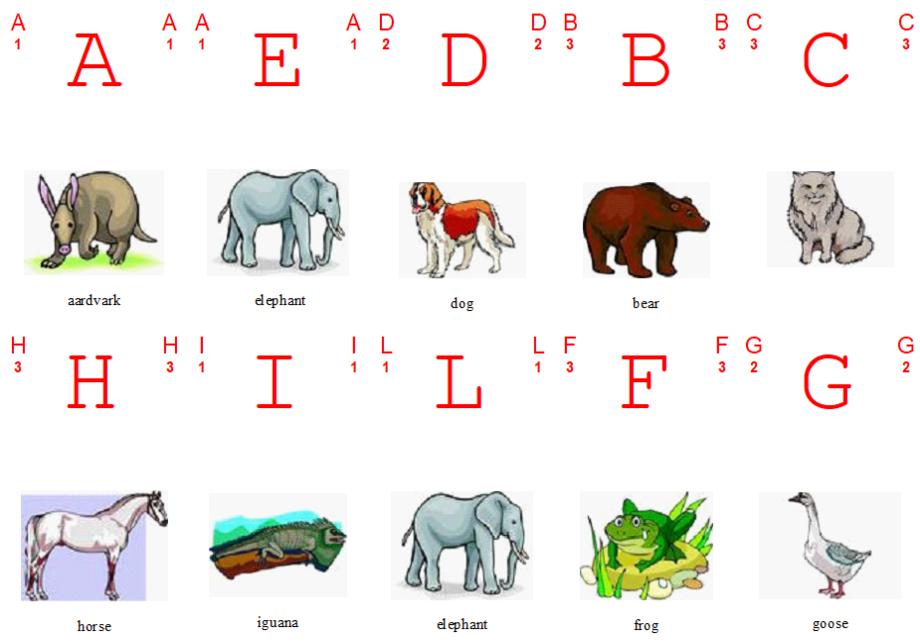 A A A A D D B B C C
1 1 1 1 2 2 3 3 3 3
A E D B C
aardvark elephant dog bear
H H I I L L F F G G
3 3 1 1 1 1 3 3 2 2
H I L F G
horse iguana elephant frog goose